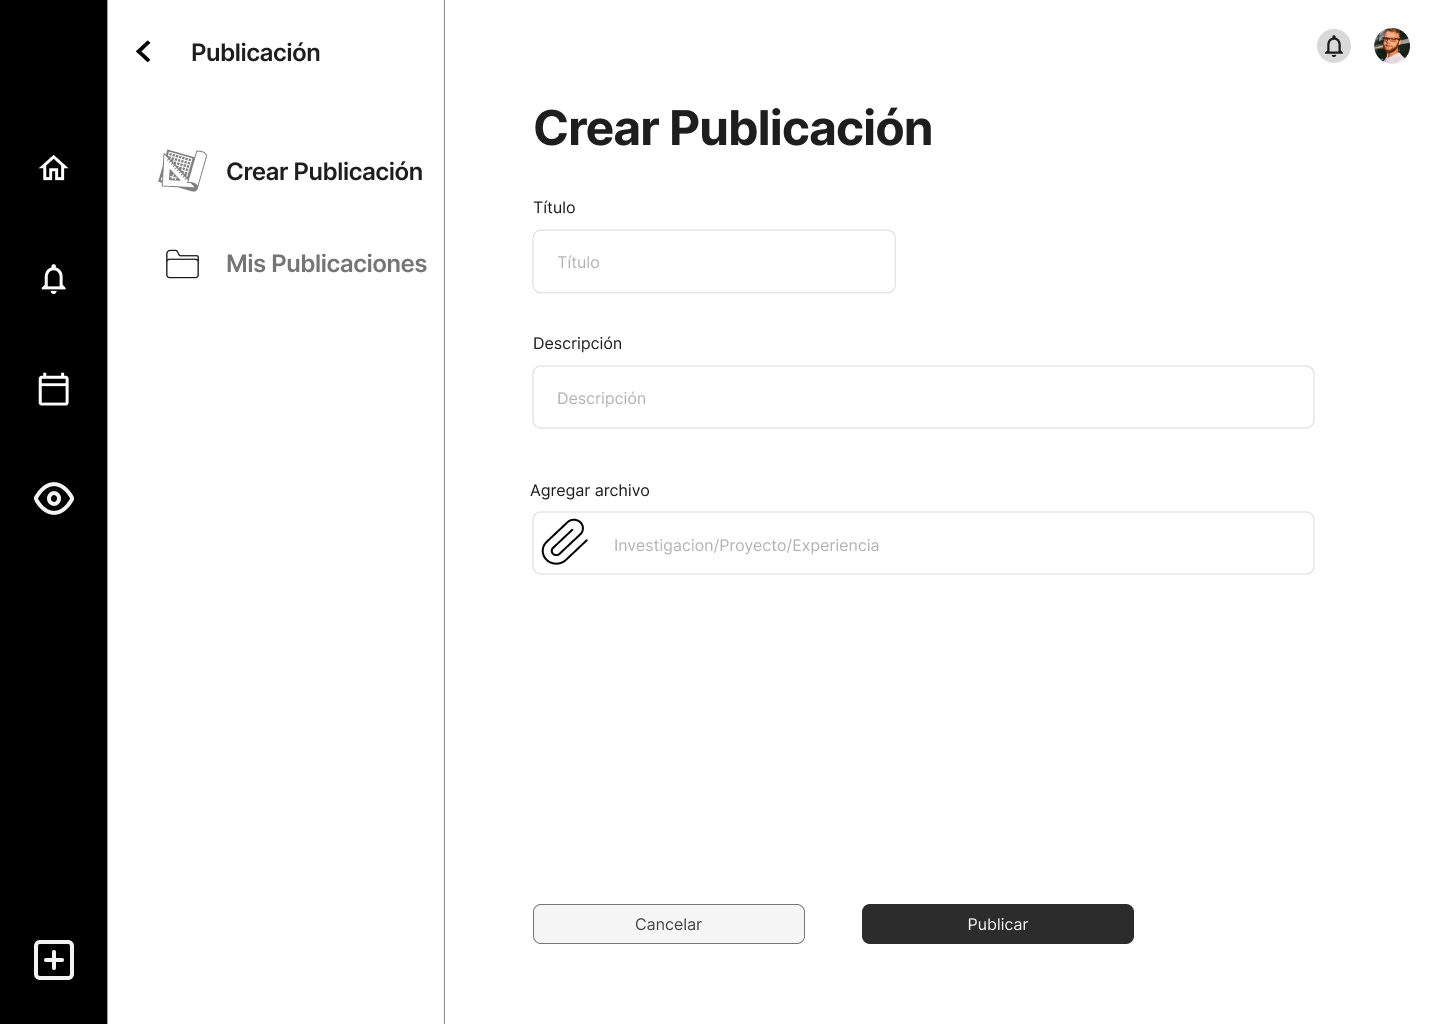 Publicación
Crear Publicación
Mis Publicaciones
Crear Publicación
Título
Título
Descripción
Descripción
Agregar archivo
Investigacion/Proyecto/Experiencia
Cancelar
Publicar